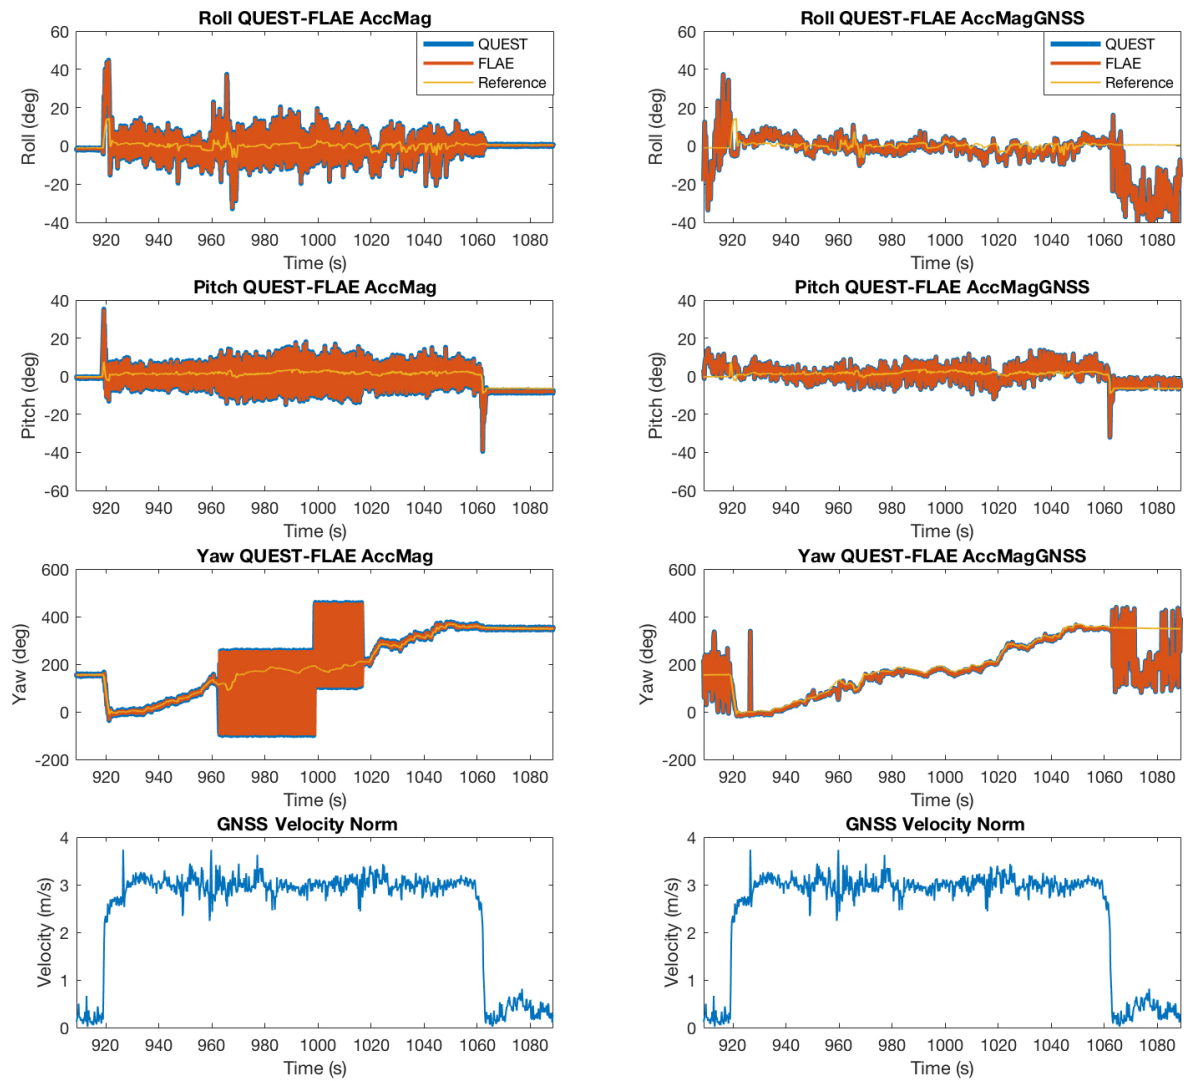 Roll QUEST-FLAE AccMag
60
40
20
0
-20
-40
Roll (deg)
QUEST
FLAE
Reference
920 940 960 980 1000 1020 1040 1060 1080
Time (s)
Roll QUEST-FLAE AccMagGNSS
60
40
20
0
-20
-40
Roll (deg)
QUEST
FLAE
Reference
920 940 960 980 1000 1020 1040 1060 1080
Time (s)
Pitch QUEST-FLAE AccMag
40
20
0
-20
-40
-60
Pitch (deg)
920 940 960 980 1000 1020 1040 1060 1080
Time (s)
Pitch QUEST-FLAE AccMagGNSS
40
20
0
-20
-40
-60
Pitch (deg)
920 940 960 980 1000 1020 1040 1060 1080
Time (s)
Yaw QUEST-FLAE AccMag
600
400
200
0
-200
Yaw (deg)
920 940 960 980 1000 1020 1040 1060 1080
Time (s)
Yaw QUEST-FLAE AccMagGNSS
600
400
200
0
-200
Yaw (deg)
920 940 960 980 1000 1020 1040 1060 1080
Time (s)
GNSS Velocity Norm
4
3
2
1
0
Velocity (m/s)
920 940 960 980 1000 1020 1040 1060 1080
Time (s)
GNSS Velocity Norm
4
3
2
1
0
Velocity (m/s)
920 940 960 980 1000 1020 1040 1060 1080
Time (s)